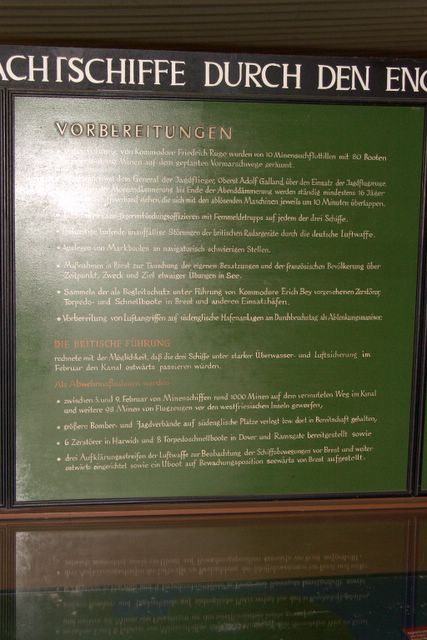 ACHTSCHIFFE DURCH DEN ENG
VORBEREITUNGEN
von Kommodore Friedrich Ruge wurden von 10 Minensuchflottillen mit 80 Booten
Minen auf dem geplanten Vormarschwege geräumt.
dem General der Jagdflieger, Oberst Adolf Galland, über den Einsatz der Jagdflugzeuge.
der Morgendämmerung bis Ende der Abenddämmerung werden ständig mindestens 16 Jäger
stehen, die sich mit den ablösenden Maschinen jeweils um 10 Minuten überlappen.
mit Fernmeldetrupps auf jedem der drei Schiffe.
laufende unauffällige Störungen der britischen Radargeräte durch die deutsche Luftwaffe.
• Auslegen von Markbooten an navigatorisch schwierigen Stellen.
• Maßnahmen in Brest zur Täuschung der eigenen Besatzungen und der französischen Bevölkerung über
Zeitpunkt, Zweck und Ziel etwaiger Übungen in See.
• Sammeln der als Begleitschutz unter Führung von Kommodore Erich Bey vorgesehenen Zerstörer,
Torpedo- und Schnellboote in Brest und anderen Einsatzhäfen.
• Vorbereitung von Luftangriffen auf südenglische Hafenanlagen am Durchbruchstag als Ablenkungsmanöver.
DIE BRITISCHE FÜHRUNG
rechnete mit der Möglichkeit, daß die drei Schiffe unter starker Überwasser- und Luftsicherung im
Februar den Kanal ostwärts passieren würden.
Als Abwehrmaßnahmen wurden
• zwischen 3. und 9. Februar von Minenschiffen rund 1000 Minen auf dem vermuteten Weg im Kanal
und weitere 98 Minen von Flugzeugen vor den westfriesischen Inseln geworfen,
• größere Bomber- und Jagdverbände auf südenglische Plätze verlegt bzw. dort in Bereitschaft gehalten,
• 6 Zerstörer in Harwich und 8 Torpedoschnellboote in Dover und Ramsgate bereitgestellt sowie
• drei Aufklärungsstreifen der Luftwaffe zur Beobachtung der Schiffsbewegungen vor Brest und weiter
ostwärts eingerichtet sowie ein Uboot auf Bewachungsposition seewärts von Brest aufgestellt.